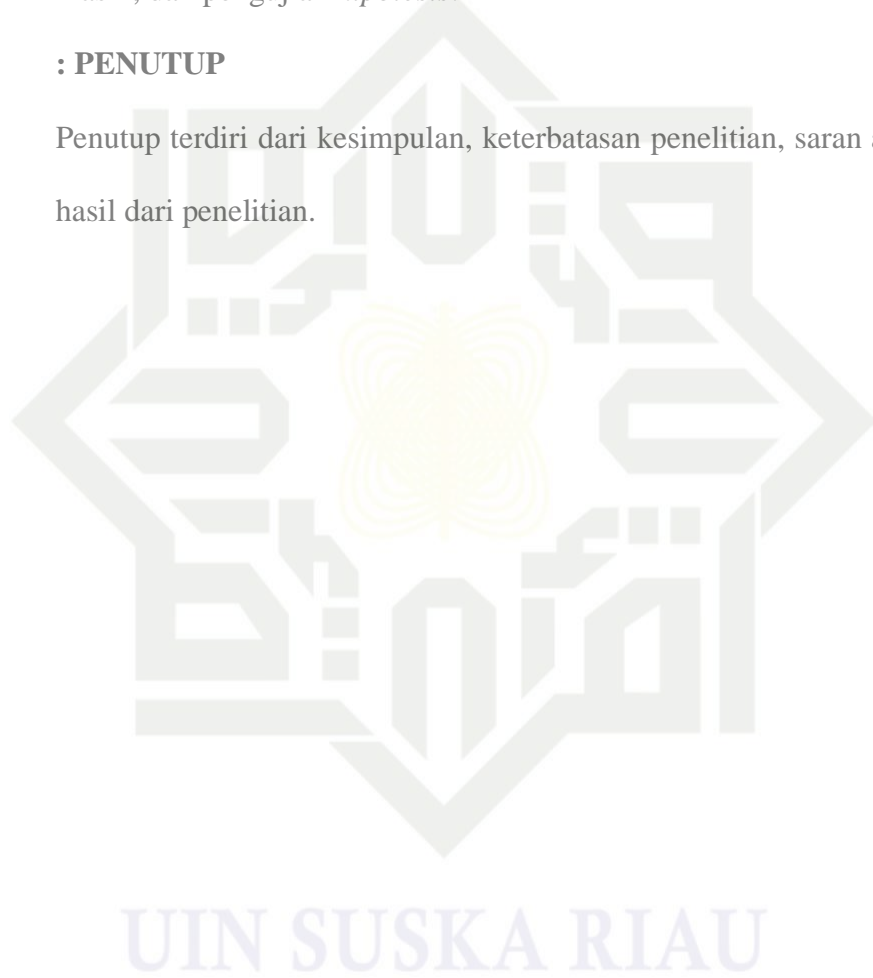 : PENUTUP
Penutup terdiri dari kesimpulan, keterbatasan penelitian, saran
hasil dari penelitian.
UIN SUSKA RIAU